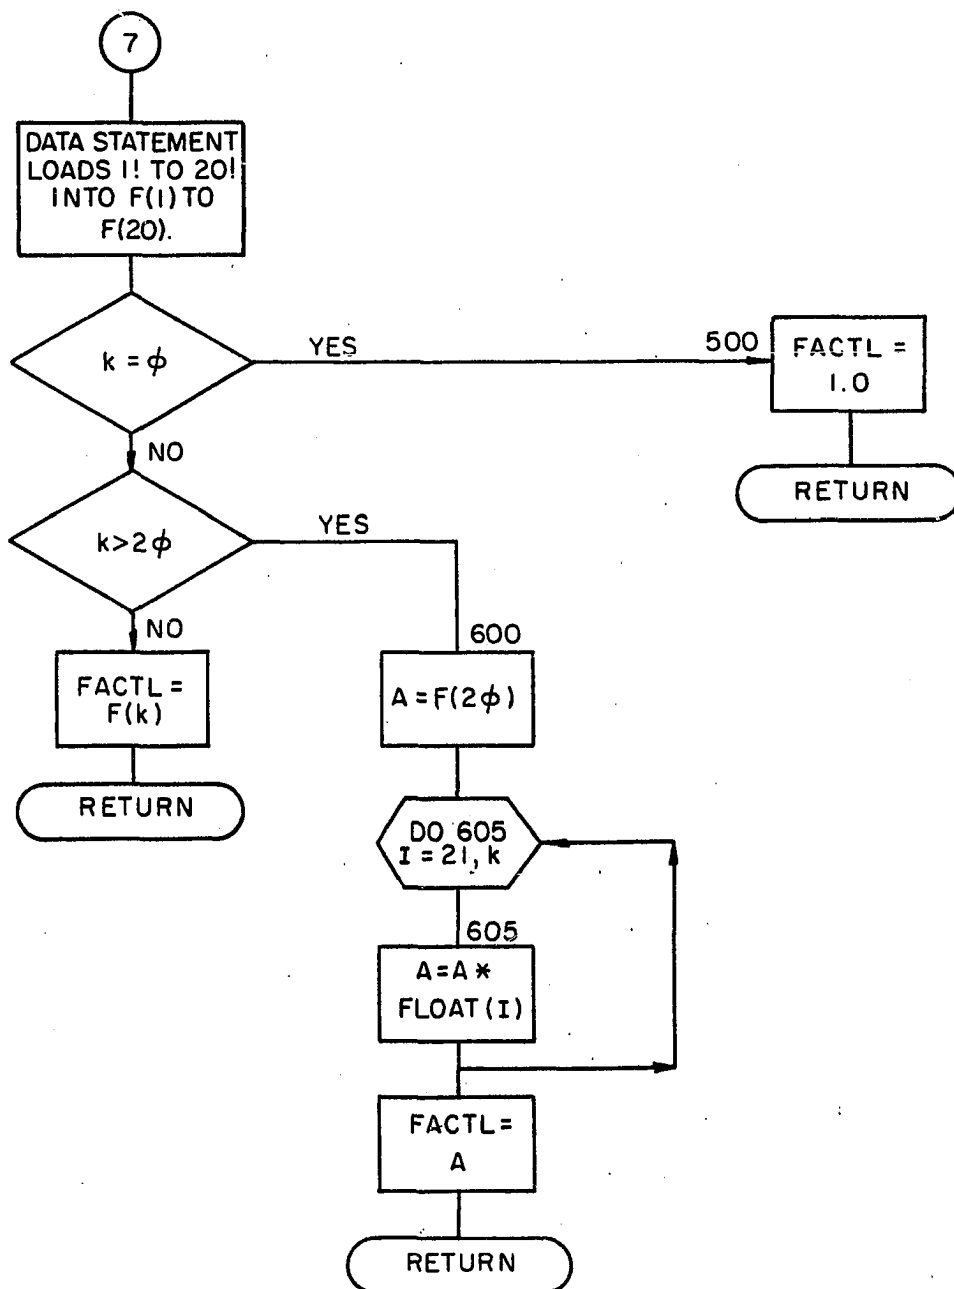 7
DATA STATEMENT
LOADS 1! TO 20!
INTO F(1) TO
F(20).
k = ϕ
YES
500
FACTL =
1.0
NO
RETURN
k>2ϕ
YES
NO
600
FACTL =
F(k)
A = F(2ϕ)
RETURN
DO 605
I = 21, k
605
A = A *
FLOAT (I)
FACTL =
A
RETURN